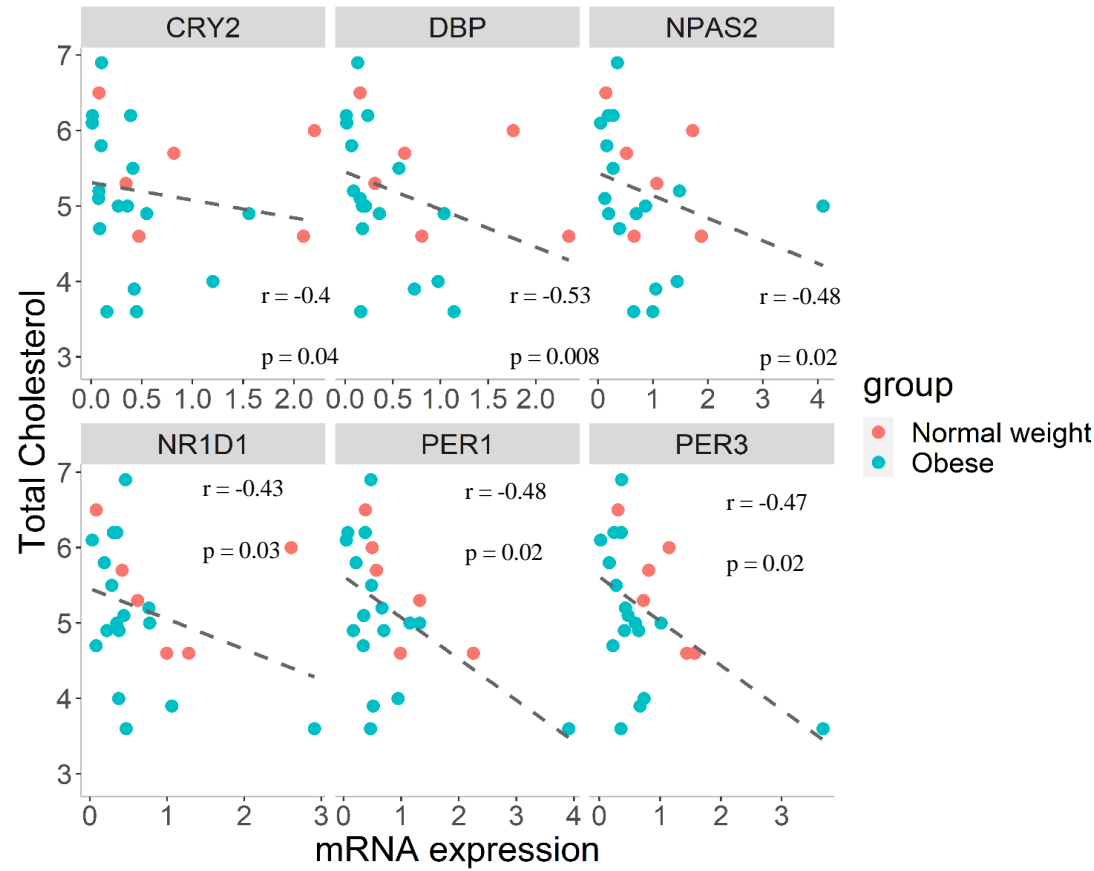 CRY2 DBP NPAS2
7
6
5
4
3
r = -0.4 r = -0.53 r = -0.48
p = 0.04 p = 0.008 p = 0.02
0.0 0.5 1.0 1.5 2.0 0.0 0.5 1.0 1.5 2.0 0 1 2 3 4
NR1D1 PER1 PER3
7
6
5
4
3
r = -0.43 r = -0.48 r = -0.47
p = 0.03 p = 0.02 p = 0.02
0 1 2 3 0 1 2 3 4 0 1 2 3
Total Cholesterol
mRNA expression
group
Normal weight
Obese